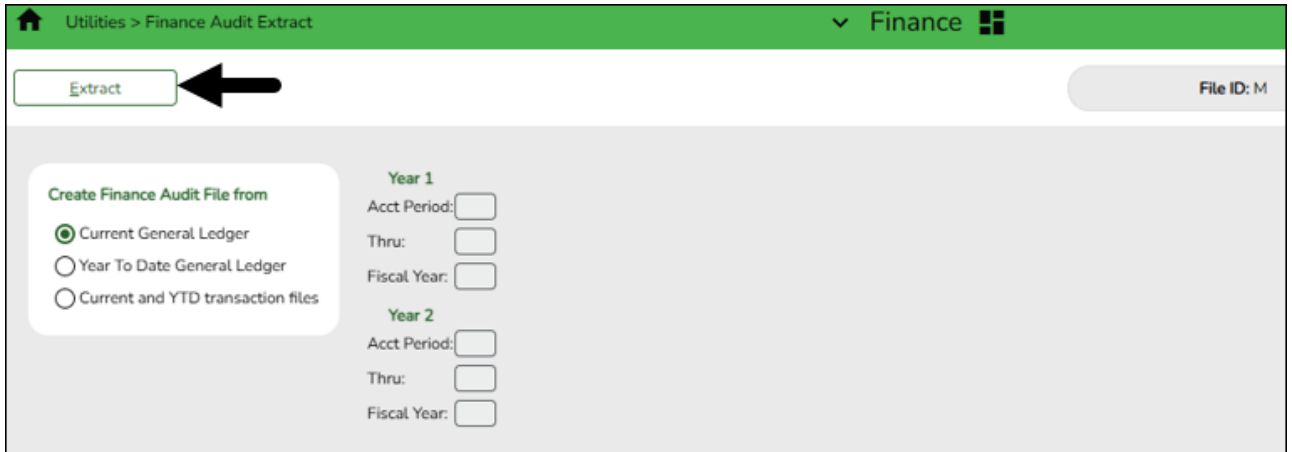 Utilities > Finance Audit Extract
Finance
Extract
File ID: M
Create Finance Audit File from
Current General Ledger
Year To Date General Ledger
Current and YTD transaction files
Year 1
Acct Period:
Thru:
Fiscal Year:
Year 2
Acct Period:
Thru:
Fiscal Year: